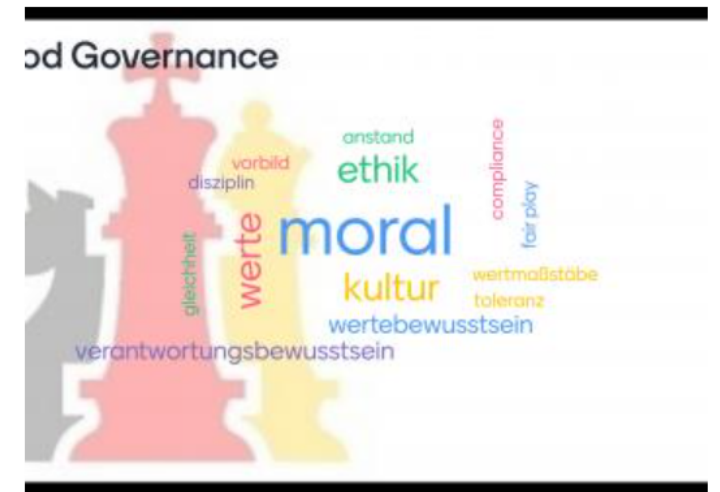 od Governance
anstand
compliance
vorbild
ethik
disziplin
fair play
moral
werte
gleichheit
kultur
wertmaßstäbe
toleranz
wertebewusstsein
verantwortungsbewusstsein